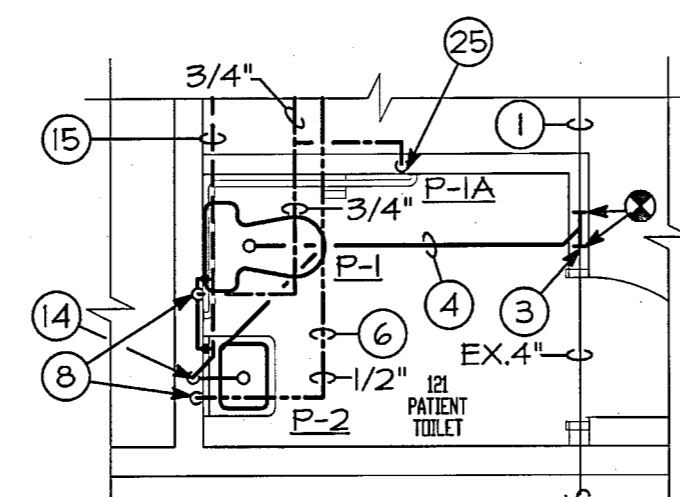 25
3/4"
15
1
P-1A
3/4"
P-1
4
3
14
6
EX.4"
8
1/2"
121
PATIENT
TOILET
P-2